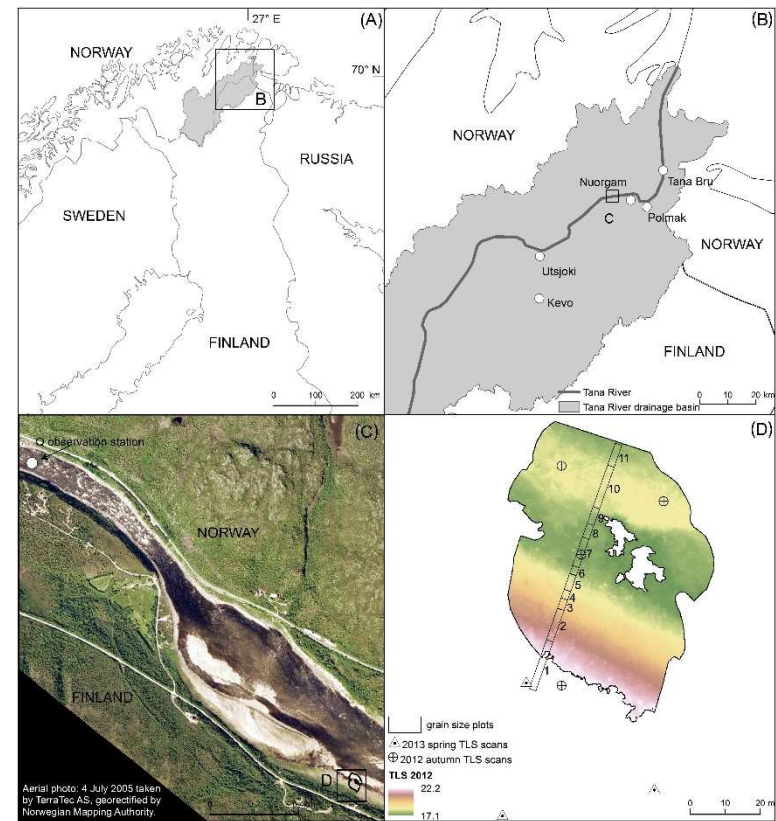 27° E
(A)
NORWAY
70° N
B
RUSSIA
SWEDEN
FINLAND
0 100 200
km
(B)
NORWAY
Nuorgam
Tana Bru
C
Polmak
NORWAY
Utsjoki
Kevo
FINLAND
Tana River
Tana River drainage basin
0 10 20
km
(C)
Q observation station
NORWAY
FINLAND
D
Aerial photo: 4 July 2005 taken
by TerraTec AS, georectified by
Norwegian Mapping Authority.
(D)
11
10
9
8
7
6
5
4
3
2
2
1
grain size plots
2013 spring TLS scans
2012 autumn TLS scans
TLS 2012
22.2
17.1
0 10 20 m